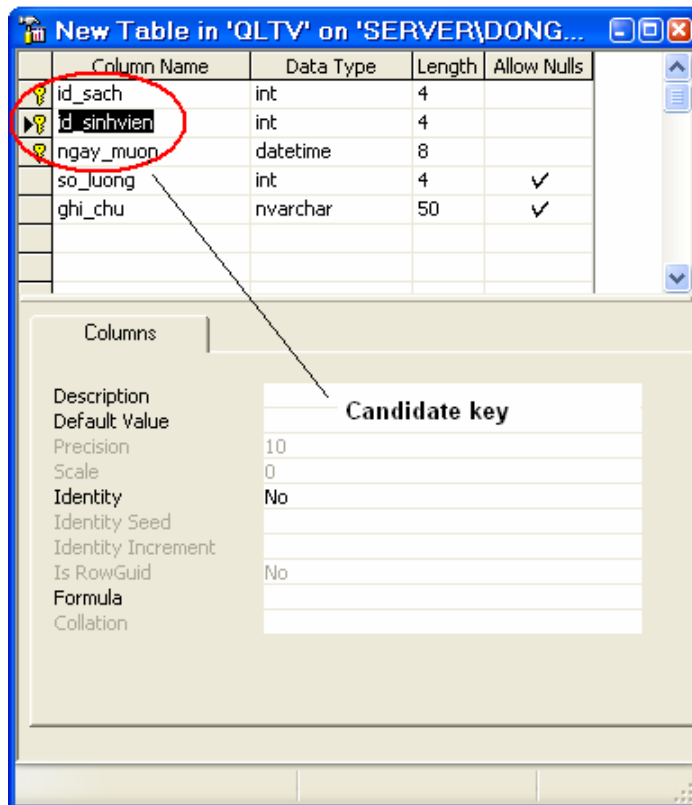 New Table in 'QLTV' on 'SERVER\DONG...
Column Name Data Type Length Allow Nulls
id_sach int 4
id_sinhvien int 4
ngay_muon datetime 8
so_luong int 4
ghi_chu nvarchar 50
Columns
Description
Candidate key
Default Value
Precision 10
Scale 0
Identity No
Identity Seed
Identity Increment
Is RowGuid No
Formula
Collation